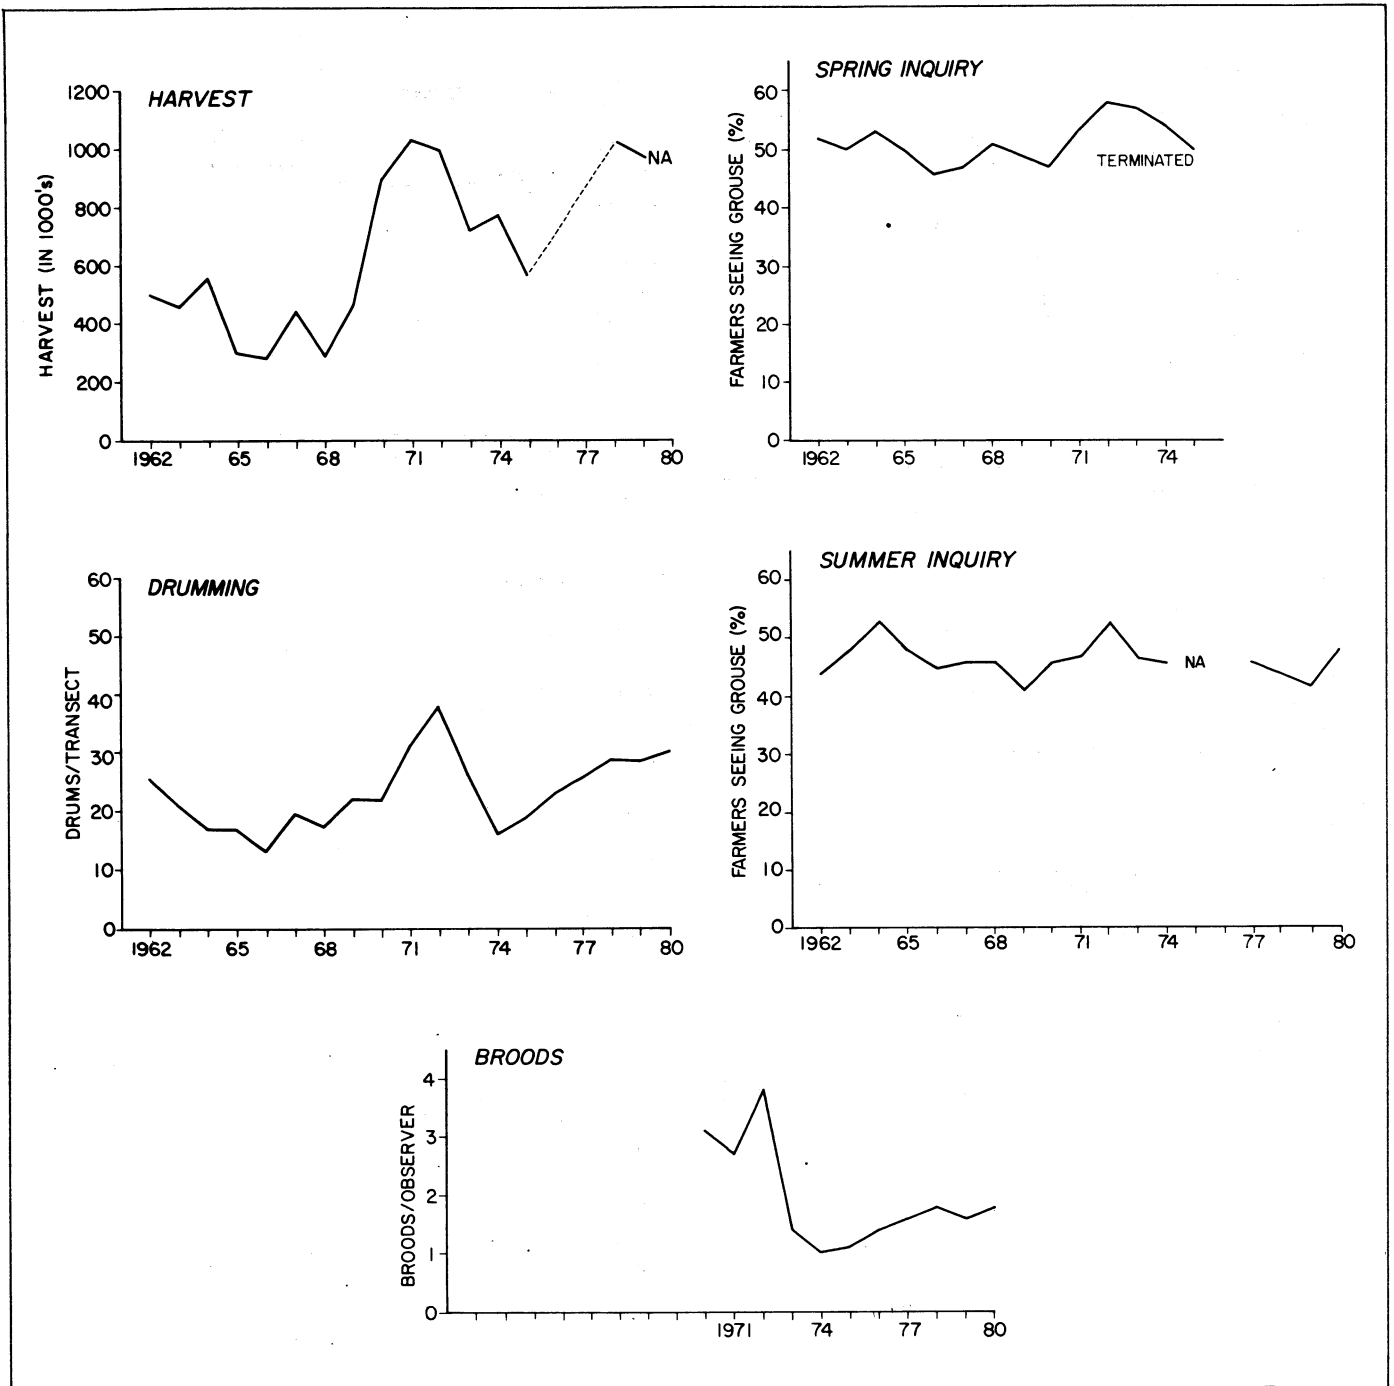 HARVEST
HARVEST (IN 1000's)
1200
1000
800
600
400
200
0
1962 65 68 71 74 77 80
NA
SPRING INQUIRY
FARMERS SEEING GROUSE (%)
60
50
40
30
20
10
0
1962 65 68 71 74
TERMINATED
DRUMMING
DRUMS/TRANSECT
60
50
40
30
20
10
0
1962 65 68 71 74 77 80
SUMMER INQUIRY
FARMERS SEEING GROUSE (%)
60
50
40
30
20
10
0
1962 65 68 71 74 77 80
NA
BROODS
BROODS/OBSERVER
4
3
2
1
0
1971 74 77 80